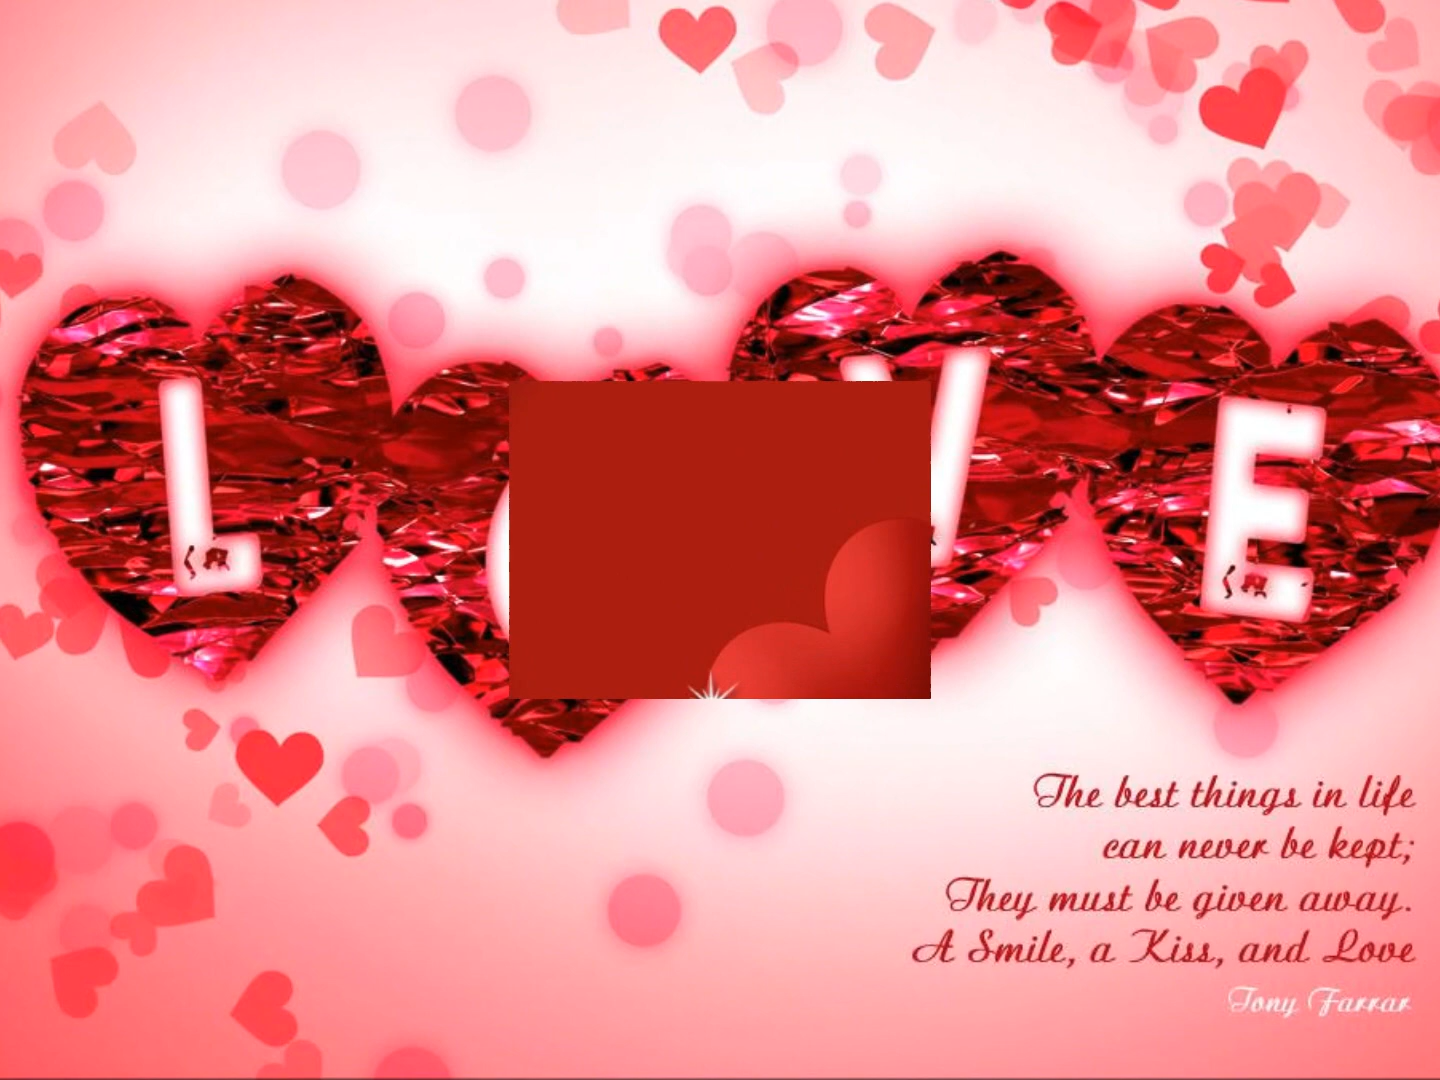 L O V E
The best things in life
can never be kept;
They must be given away.
A Smile, a Kiss, and Love
Tony Farrar